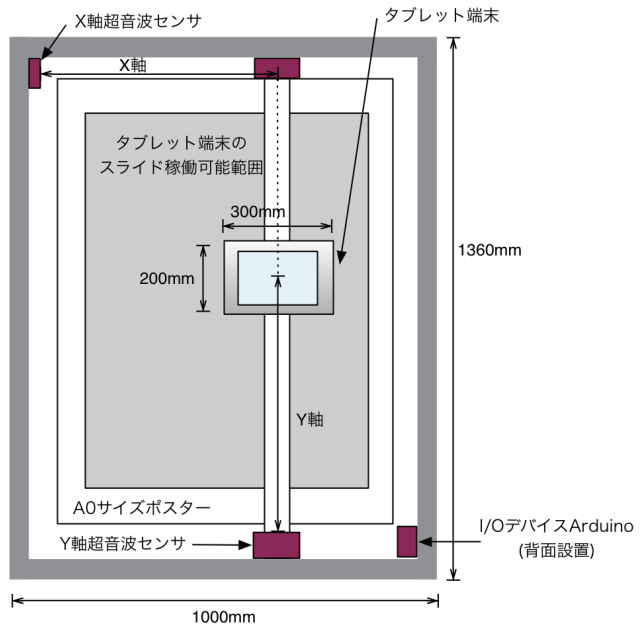 X軸超音波センサ
タブレット端末
X軸
タブレット端末の
スライド稼働可能範囲
300mm
1360mm
200mm
Y軸
A0サイズポスター
Y軸超音波センサ
I/OデバイスArduino
(背面設置)
1000mm